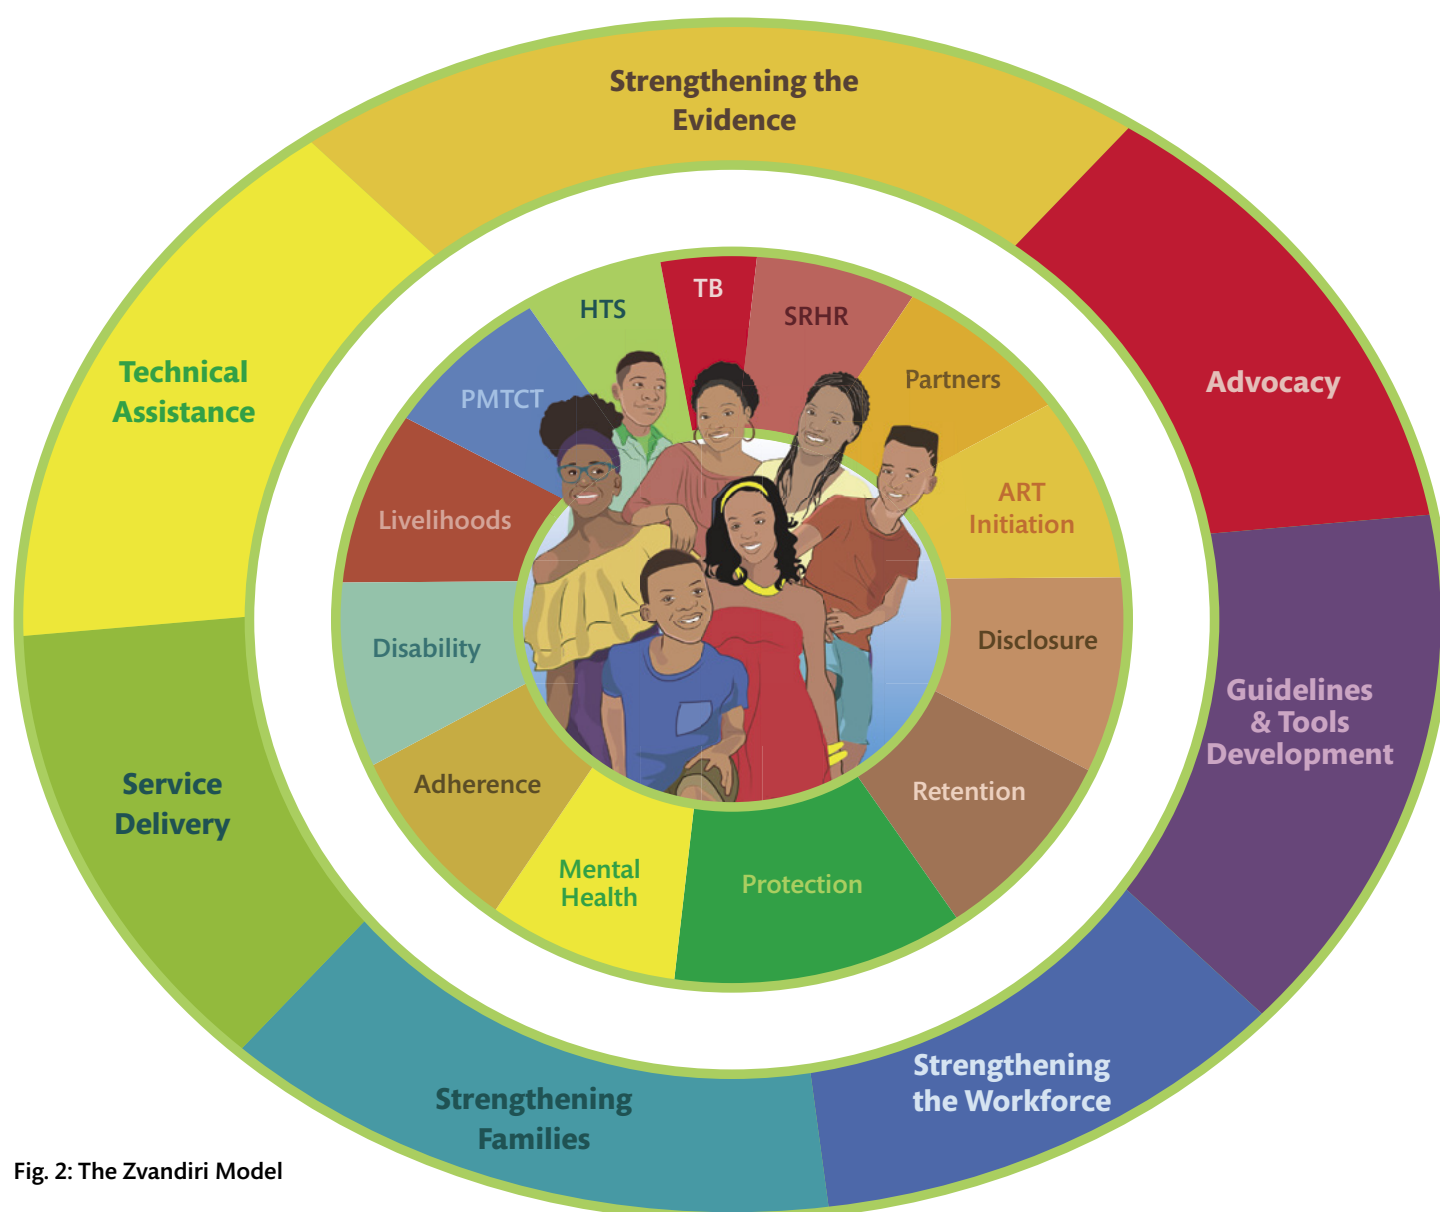 Strengthening the
Evidence
Advocacy
Guidelines
& Tools
Development
Strengthening
the Workforce
Strengthening
Families
Service
Delivery
Technical
Assistance
TB
SRHR
Partners
ART
Initiation
Disclosure
Retention
Protection
Mental
Health
Adherence
Disability
Livelihoods
PMTCT
HTS
Fig. 2: The Zvandiri Model